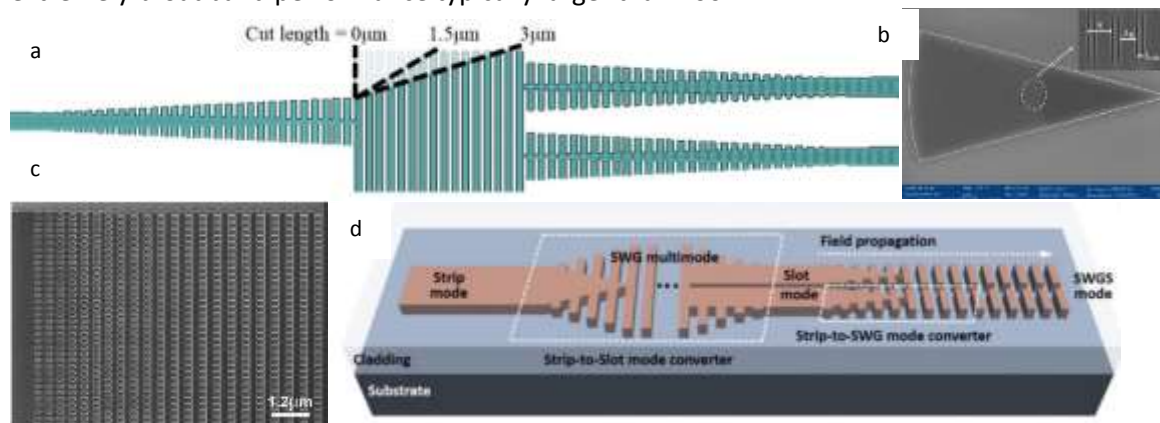 a
Cut length = 0μm
1.5μm
3μm
b
c
1.2μm
d
Field propagation
SWG multimode
Strip
mode
Slot
mode
SWGS
mode
Strip-to-SWG mode converter
Strip-to-Slot mode converter
Cladding
Substrate